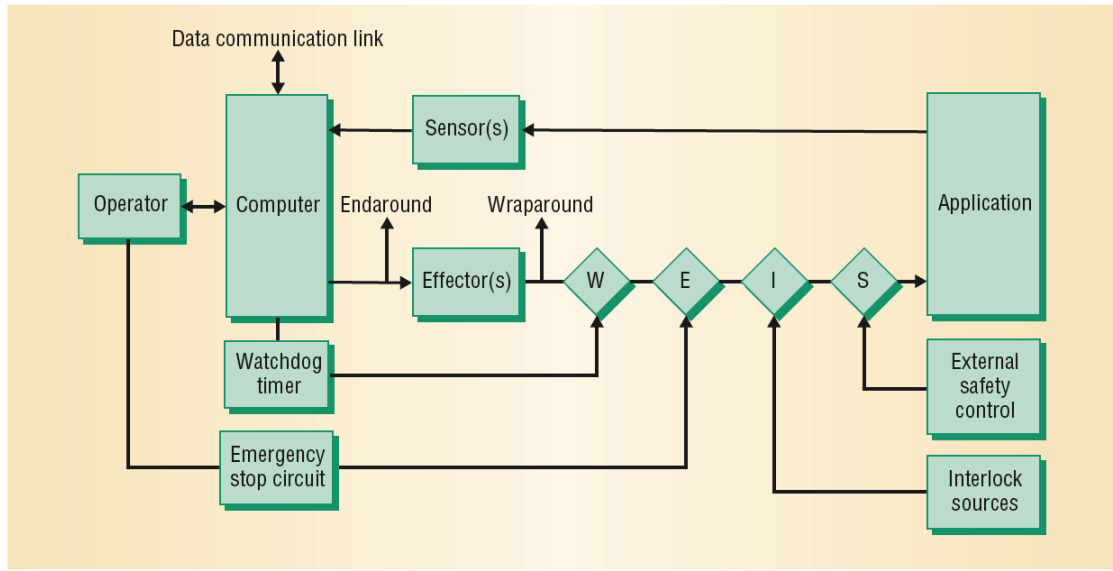 Data communication link
Sensor(s)
Operator
Computer
Endaround
Wraparound
Application
Effector(s)
W
E
I
S
Watchdog
timer
External
safety
control
Emergency
stop circuit
Interlock
sources